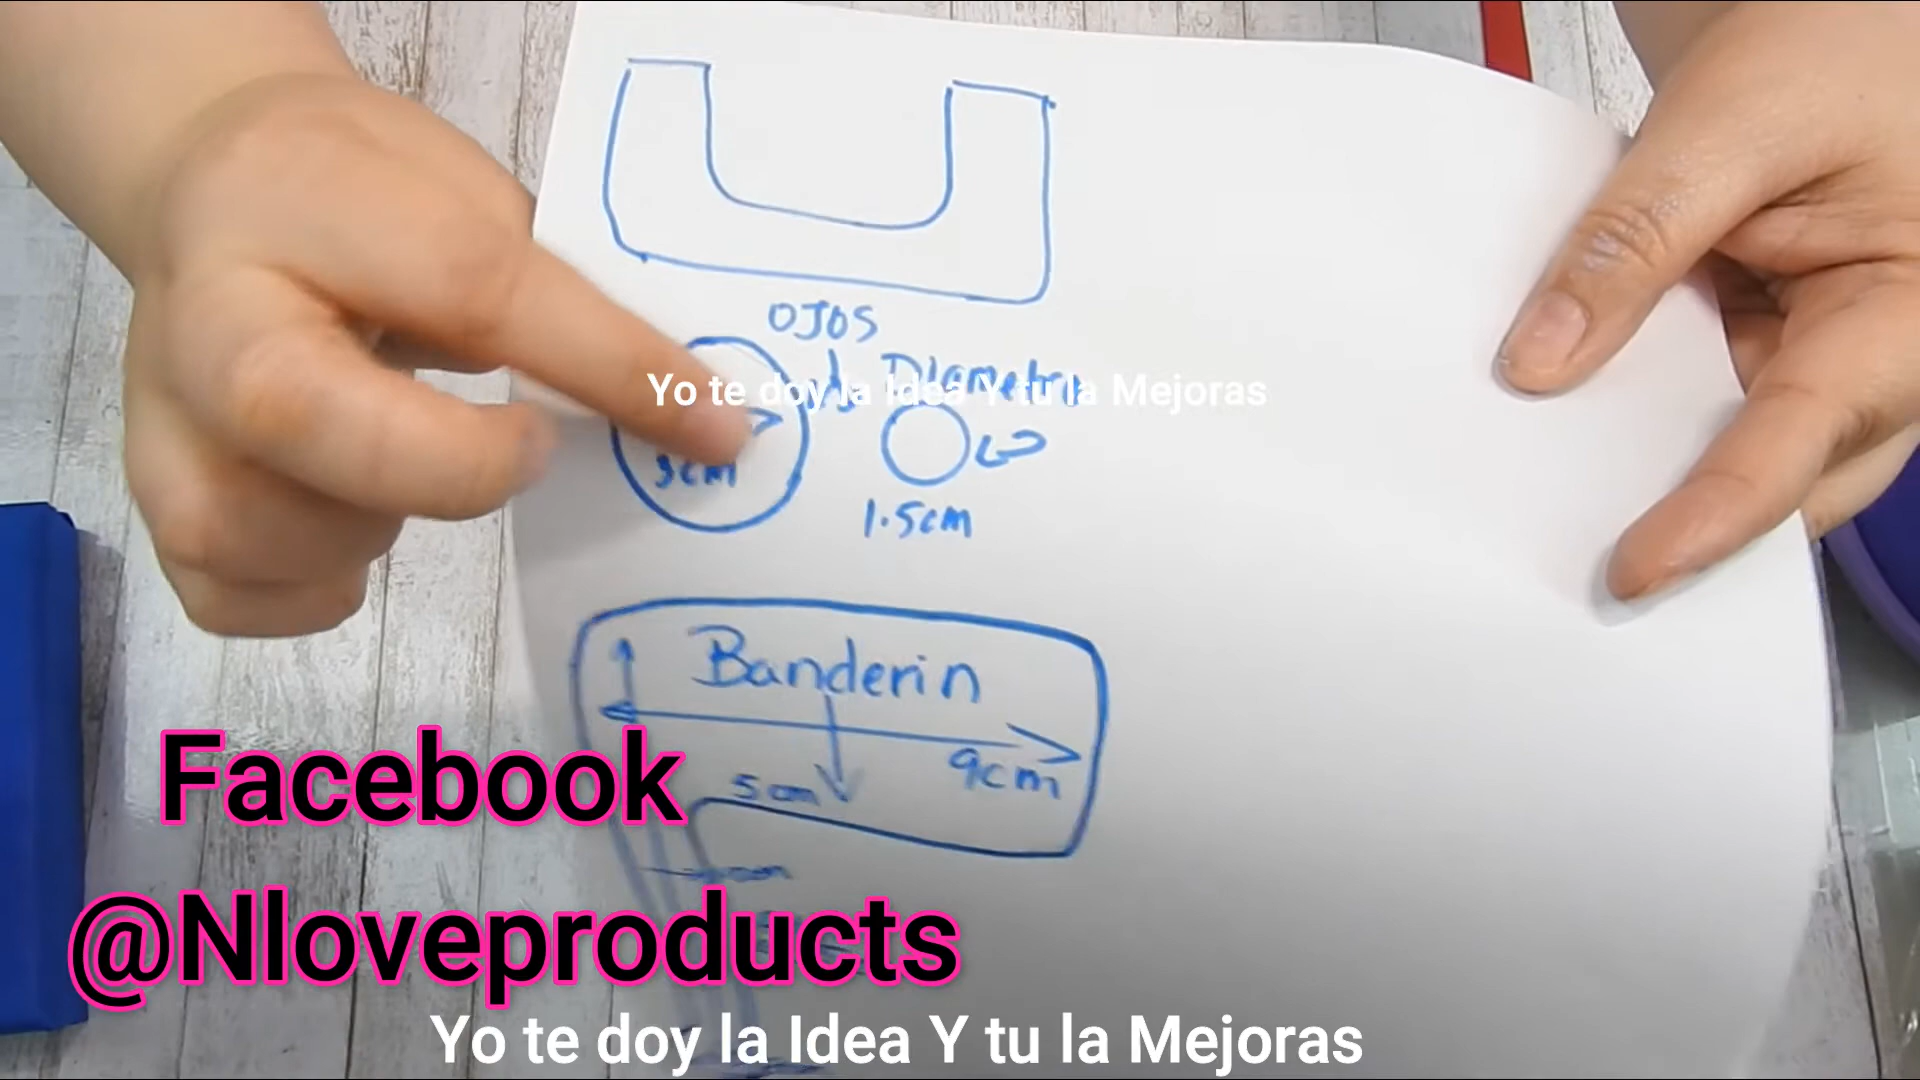 OJOS
Diametro
Yo te doy la Idea Y tu la Mejoras
3cm
1.5cm
Banderin
9cm
5cm
Facebook
@Nloveproducts
Yo te doy la Idea Y tu la Mejoras